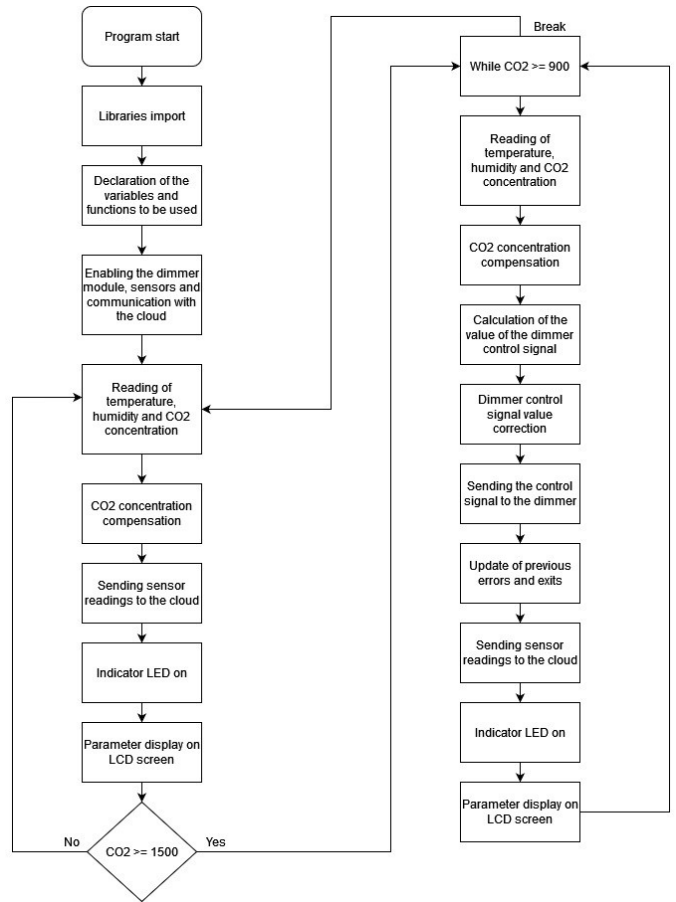 Program start
Libraries import
Declaration of the
variables and
functions to be used
Enabling the dimmer
module, sensors and
communication with
the cloud
Reading of
temperature,
humidity and CO2
concentration
CO2 concentration
compensation
Sending sensor
readings to the cloud
Indicator LED on
Parameter display on
LCD screen
CO2 >= 1500
No
Yes
Break
While CO2 >= 900
Reading of
temperature,
humidity and CO2
concentration
CO2 concentration
compensation
Calculation of the
value of the dimmer
control signal
Dimmer control
signal value
correction
Sending the control
signal to the dimmer
Update of previous
errors and exits
Sending sensor
readings to the cloud
Indicator LED on
Parameter display on
LCD screen